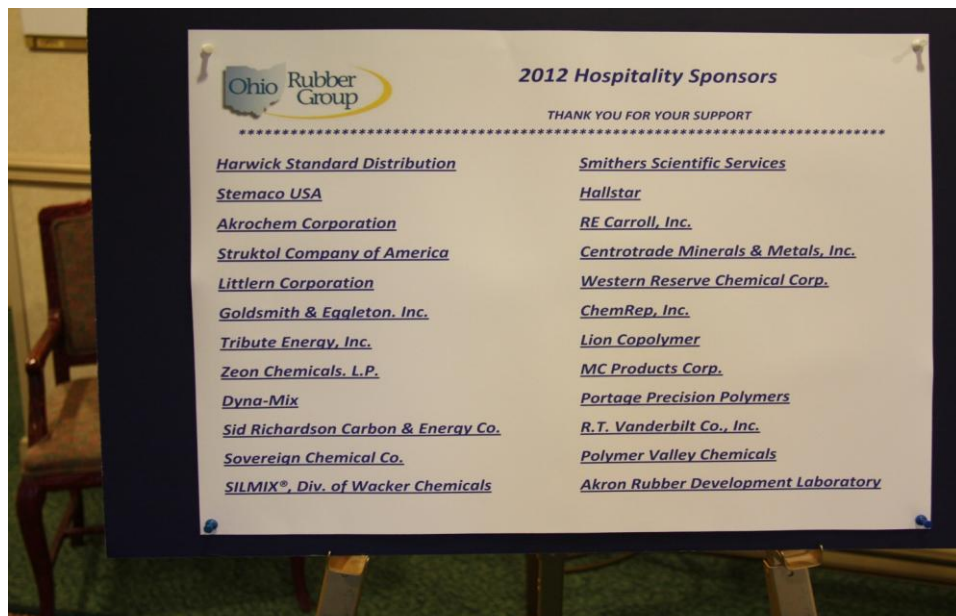 Ohio Rubber
Group
2012 Hospitality Sponsors
THANK YOU FOR YOUR SUPPORT
******************************************************************************
Harwick Standard Distribution
Stemaco USA
Akrochem Corporation
Struktol Company of America
Littlern Corporation
Goldsmith & Eggleton. Inc.
Tribute Energy, Inc.
Zeon Chemicals. L.P.
Dyna-Mix
Sid Richardson Carbon & Energy Co.
Sovereign Chemical Co.
SILMIX®, Div. of Wacker Chemicals
Smithers Scientific Services
Hallstar
RE Carroll, Inc.
Centrotrade Minerals & Metals, Inc.
Western Reserve Chemical Corp.
ChemRep, Inc.
Lion Copolymer
MC Products Corp.
Portage Precision Polymers
R.T. Vanderbilt Co., Inc.
Polymer Valley Chemicals
Akron Rubber Development Laboratory